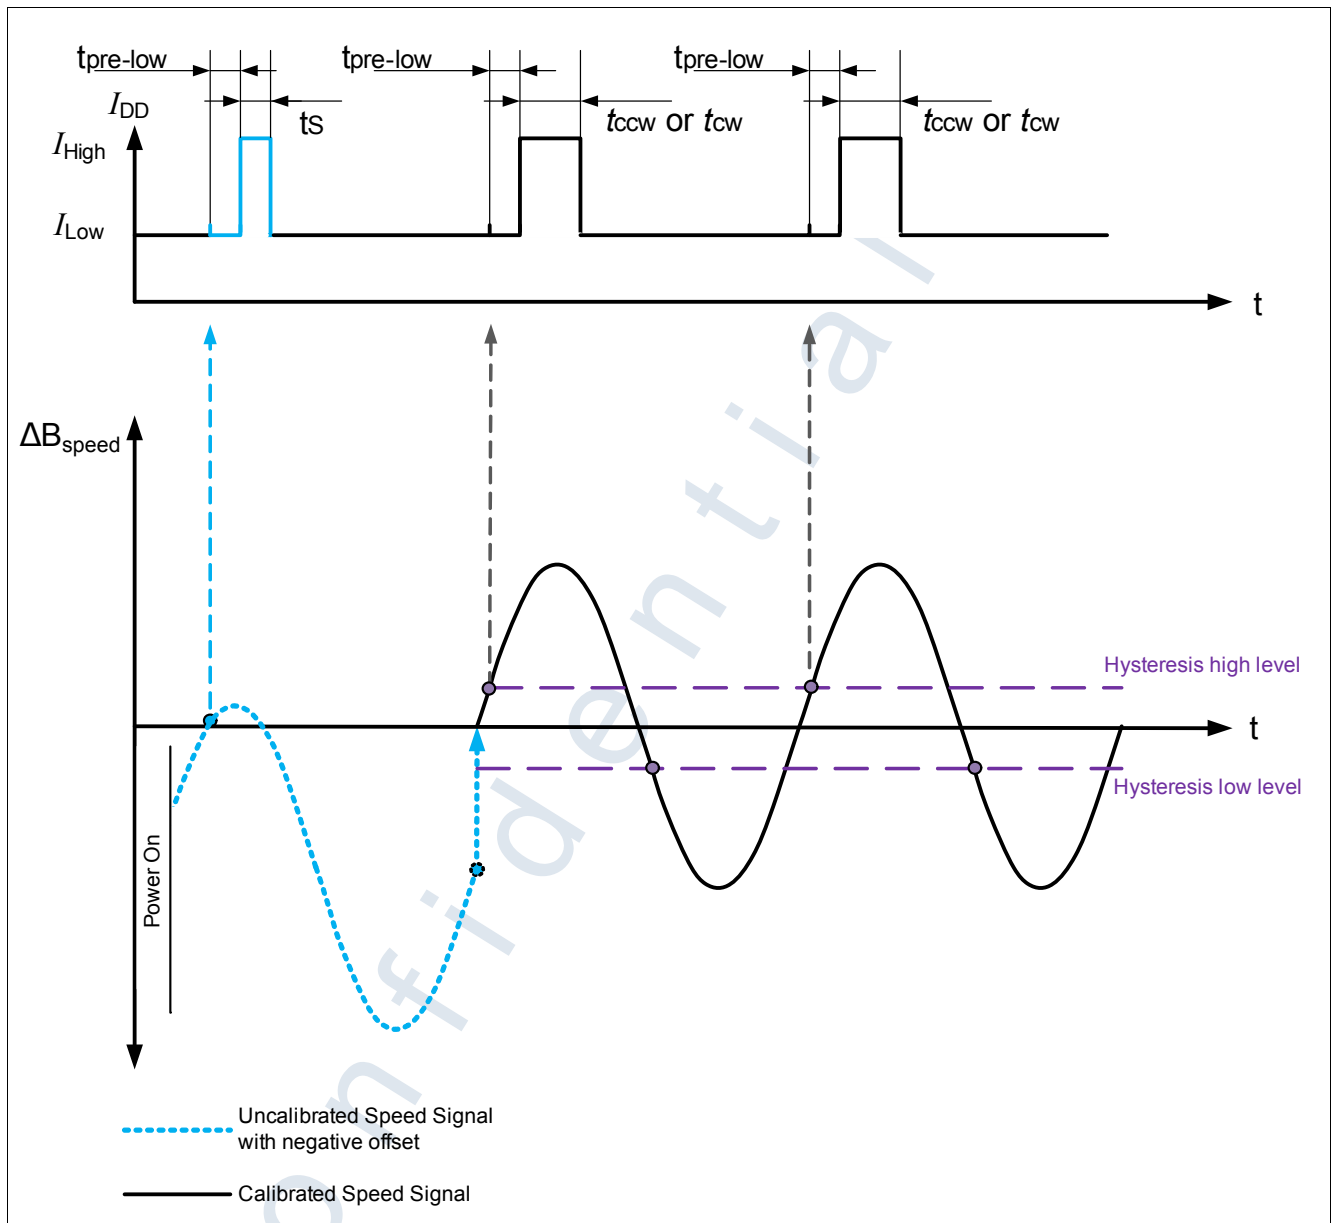 tpre-low tpre-low tpre-low
IDD tS tccw or tcw tccw or tcw
IHigh
ILow
t
ΔBspeed
Hysteresis high level
t
Hysteresis low level
Power On
Uncalibrated Speed Signal
with negative offset
Calibrated Speed Signal
onfidential